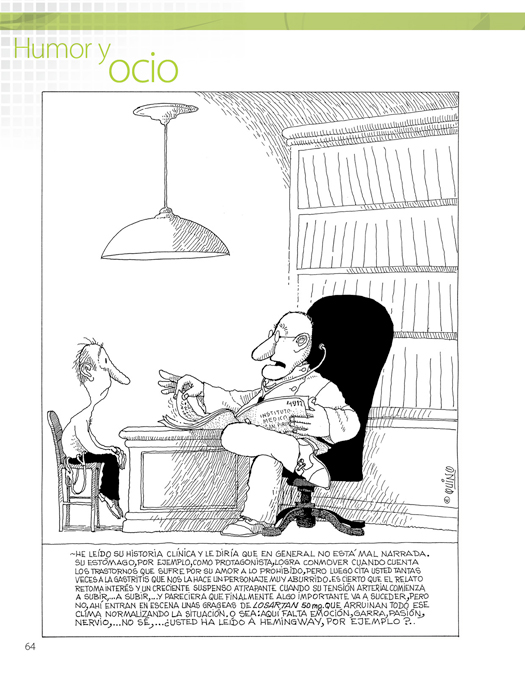 Humor y
ocio
INSTITUTO
MEDICO
© QUINO
–HE LEÍDO SU HISTORIA CLÍNICA Y LE DIRÍA QUE EN GENERAL NO ESTÁ MAL NARRADA.
SU ESTÓMAGO, POR EJEMPLO, COMO PROTAGONISTA, LOGRA CONMOVER CUANDO CUENTA
LOS TRASTORNOS QUE SUFRE POR SU AMOR A LO PROHIBIDO, PERO LUEGO CITA USTED TANTAS
VECES A LA GASTRITIS QUE NOS LA HACE UN PERSONAJE MUY ABURRIDO. ES CIERTO QUE EL RELATO
RETOMA INTERÉS Y UN CRECIENTE SUSPENSO ATRAPANTE CUANDO SU TENSIÓN ARTERIAL COMIENZA
A SUBIR,...A SUBIR,...Y PARECIERA QUE FINALMENTE ALGO IMPORTANTE VA A SUCEDER, PERO
NO, AHÍ ENTRAN EN ESCENA UNAS GRAGEAS DE LOSARTAN 50 mg. QUE ARRUINAN TODO ESE
CLIMA NORMALIZANDO LA SITUACIÓN. O SEA: AQUÍ FALTA EMOCIÓN, GARRA, PASIÓN,
NERVIO,...NO SÉ,...¿USTED HA LEÍDO A HEMINGWAY, POR EJEMPLO?..
64